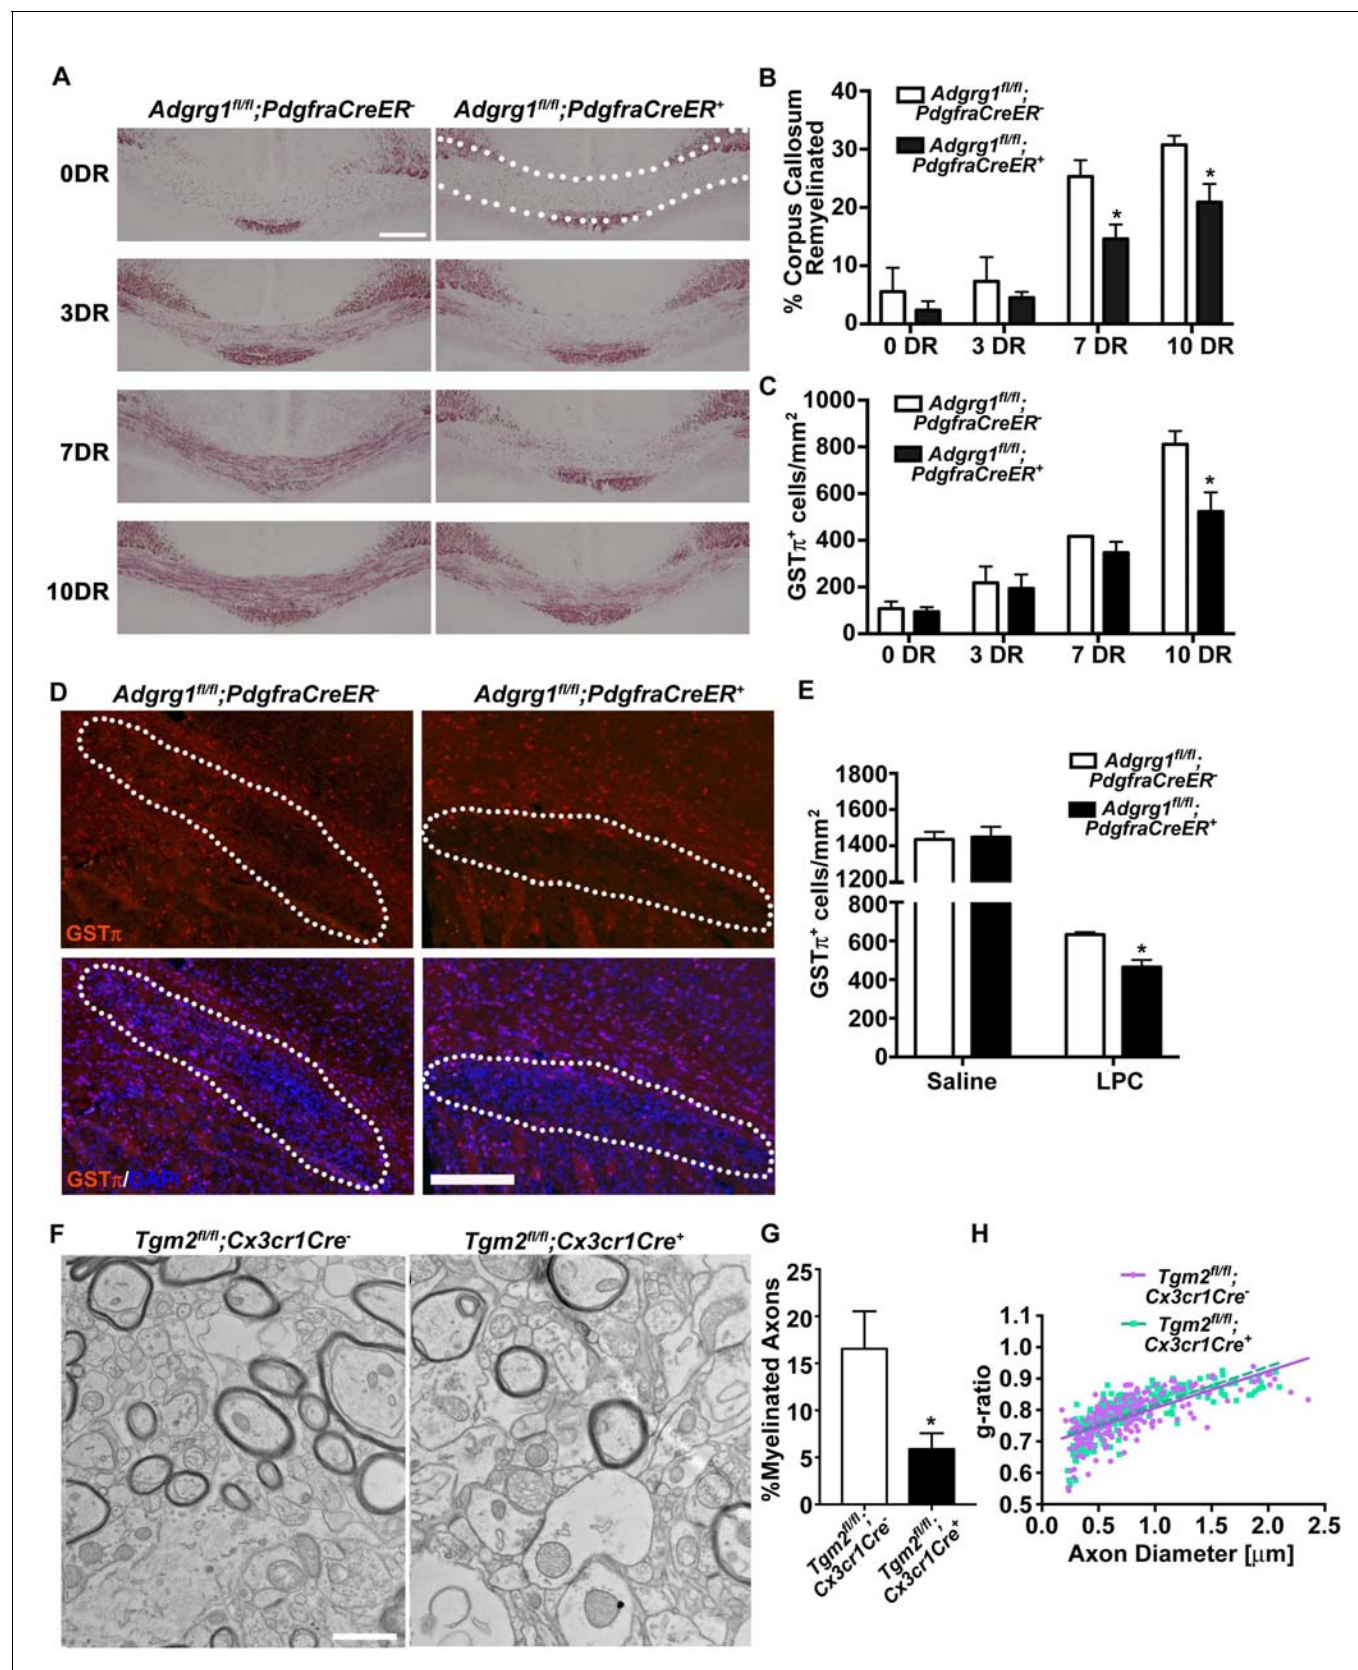 A
Adgrg1fl/fl;PdgfraCreER-
Adgrg1fl/fl;PdgfraCreER+
0DR
3DR
7DR
10DR
B
% Corpus Callosum
Remyelinated
40
30
20
10
0
Adgrg1fl/fl;
PdgfraCreER-
Adgrg1fl/fl;
PdgfraCreER+
*
*
0 DR 3 DR 7 DR 10 DR
C
GSTπ+ cells/mm2
1000
800
600
400
200
0
Adgrg1fl/fl;
PdgfraCreER-
Adgrg1fl/fl;
PdgfraCreER+
*
0 DR 3 DR 7 DR 10 DR
D
Adgrg1fl/fl;PdgfraCreER-
Adgrg1fl/fl;PdgfraCreER+
GSTπ
GSTπ/DAPI
E
GSTπ+ cells/mm2
1800
1600
1400
1200
800
600
400
200
0
Adgrg1fl/fl;
PdgfraCreER-
Adgrg1fl/fl;
PdgfraCreER+
*
Saline LPC
F
Tgm2fl/fl;Cx3cr1Cre-
Tgm2fl/fl;Cx3cr1Cre+
G
%Myelinated Axons
25
20
15
10
5
0
*
Tgm2fl/fl;
Cx3cr1Cre-
Tgm2fl/fl;
Cx3cr1Cre+
H
Tgm2fl/fl;
Cx3cr1Cre-
Tgm2fl/fl;
Cx3cr1Cre+
g-ratio
1.1
1.0
0.9
0.8
0.7
0.6
0.5
0.0 0.5 1.0 1.5 2.0 2.5
Axon Diameter [μm]